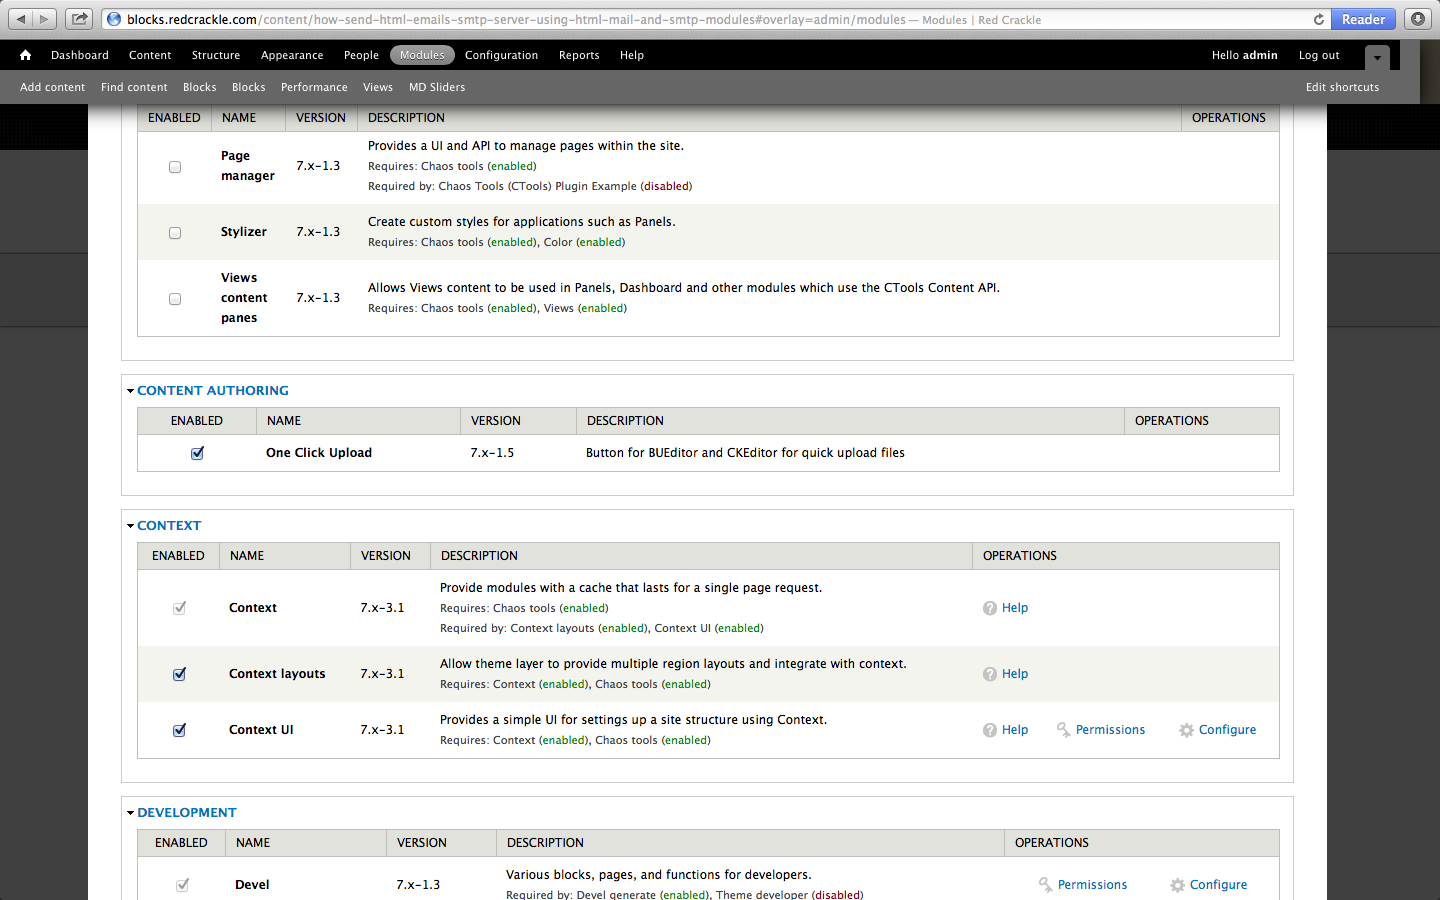 blocks.redcrackle.com/content/how-send-html-emails-smtp-server-using-html-mail-and-smtp-modules#overlay=admin/modules — Modules | Red Crackle
Reader
Dashboard Content Structure Appearance People Modules Configuration Reports Help Hello admin Log out
Add content Find content Blocks Blocks Performance Views MD Sliders Edit shortcuts
ENABLED NAME VERSION DESCRIPTION OPERATIONS
Page manager 7.x-1.3 Provides a UI and API to manage pages within the site.
Requires: Chaos tools (enabled)
Required by: Chaos Tools (CTools) Plugin Example (disabled)
Stylizer 7.x-1.3 Create custom styles for applications such as Panels.
Requires: Chaos tools (enabled), Color (enabled)
Views content panes 7.x-1.3 Allows Views content to be used in Panels, Dashboard and other modules which use the CTools Content API.
Requires: Chaos tools (enabled), Views (enabled)
CONTENT AUTHORING
ENABLED NAME VERSION DESCRIPTION OPERATIONS
One Click Upload 7.x-1.5 Button for BUEditor and CKEditor for quick upload files
CONTEXT
ENABLED NAME VERSION DESCRIPTION OPERATIONS
Context 7.x-3.1 Provide modules with a cache that lasts for a single page request. Help
Requires: Chaos tools (enabled)
Required by: Context layouts (enabled), Context UI (enabled)
Context layouts 7.x-3.1 Allow theme layer to provide multiple region layouts and integrate with context. Help
Requires: Context (enabled), Chaos tools (enabled)
Context UI 7.x-3.1 Provides a simple UI for settings up a site structure using Context. Help Permissions Configure
Requires: Context (enabled), Chaos tools (enabled)
DEVELOPMENT
ENABLED NAME VERSION DESCRIPTION OPERATIONS
Devel 7.x-1.3 Various blocks, pages, and functions for developers. Permissions Configure
Required by: Devel generate (enabled), Theme developer (disabled)